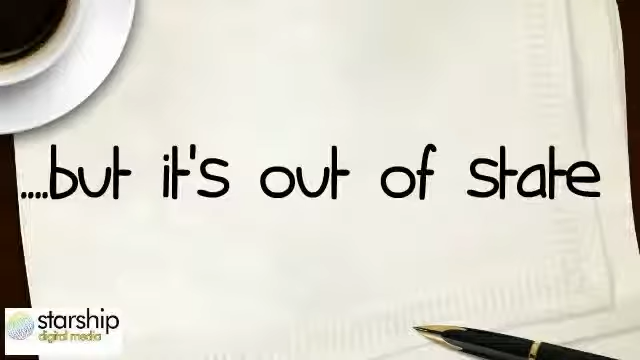 ....but it's out of state
starship
digital media